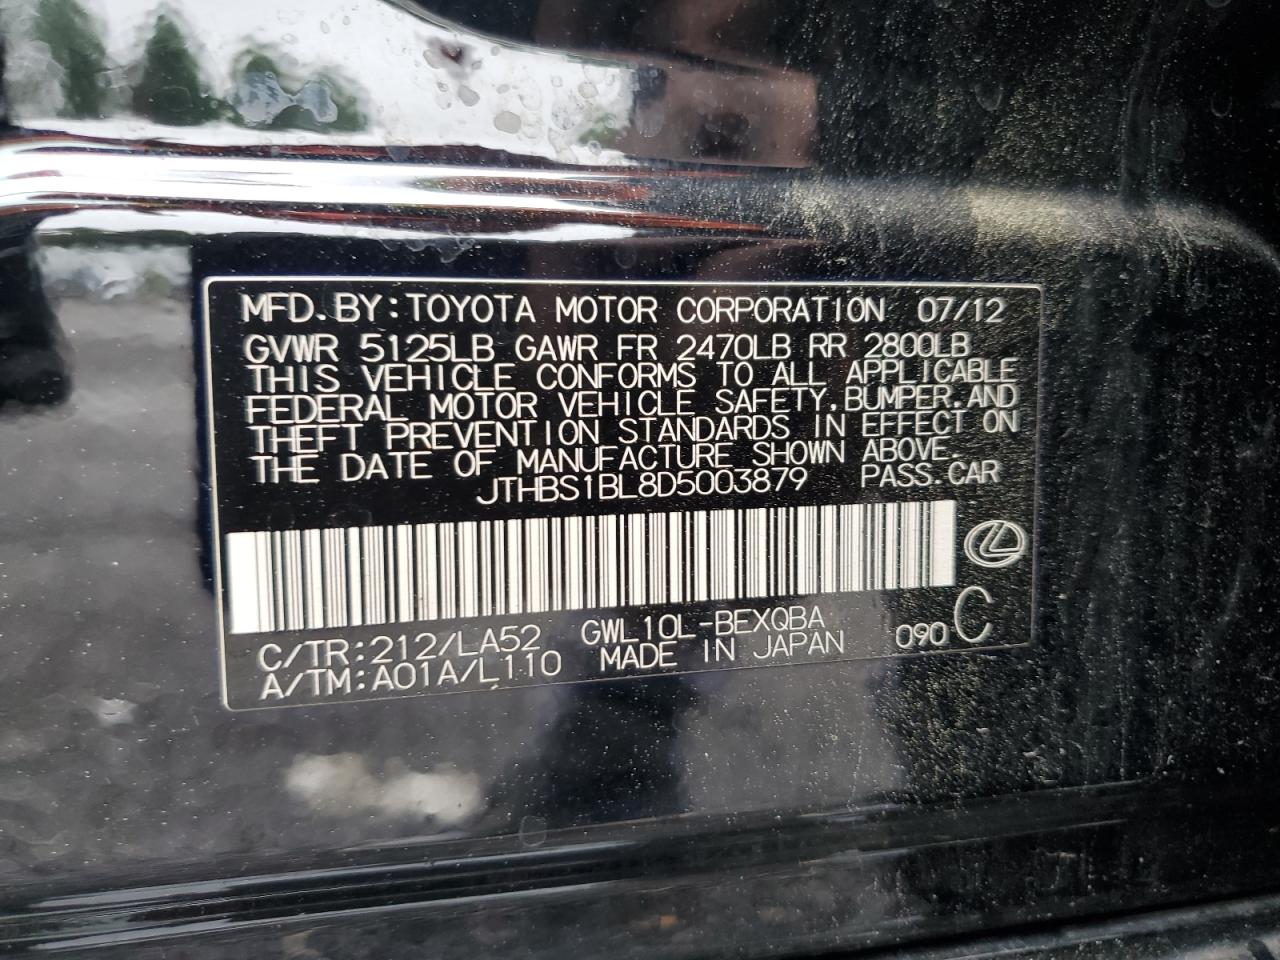 MFD. BY: TOYOTA MOTOR CORPORATION 07/12
GVWR 5125LB GAWR FR 2470LB RR 2800LB
THIS VEHICLE CONFORMS TO ALL APPLICABLE
FEDERAL MOTOR VEHICLE SAFETY, BUMPER, AND
THEFT PREVENTION STANDARDS IN EFFECT ON
THE DATE OF MANUFACTURE SHOWN ABOVE.
JTHBS1BL8D5003879 PASS. CAR
C/TR: 212/LA52 GWL10L-BEXQBA 090 C
A/TM: A01A/L110 MADE IN JAPAN